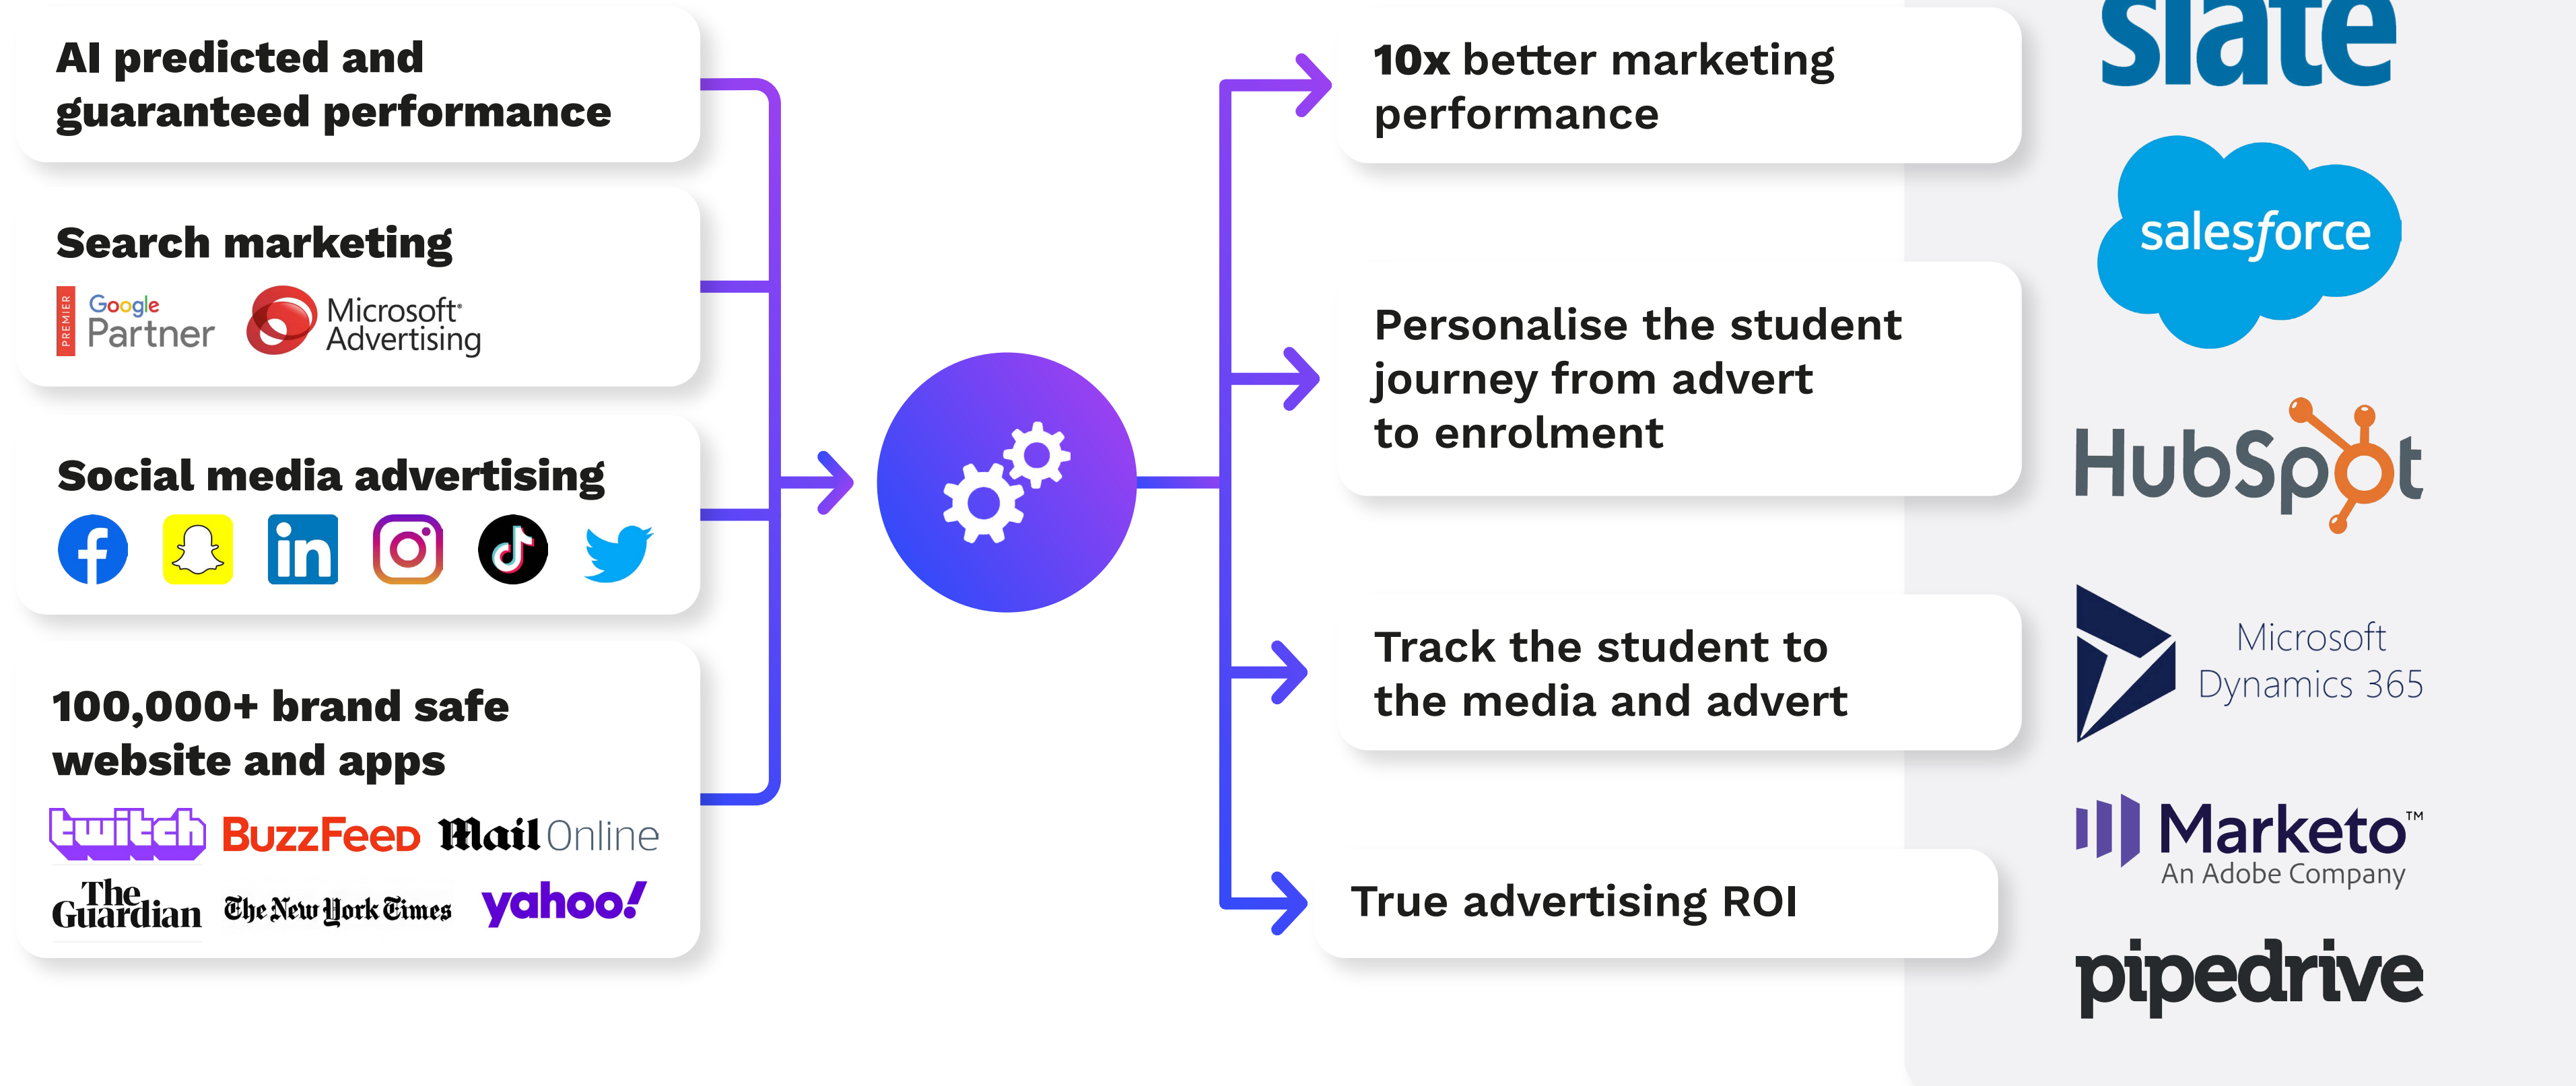 AI predicted and
guaranteed performance
Search marketing
PREMIER
Google
Partner
Microsoft
Advertising
Social media advertising
in
100,000+ brand safe
website and apps
twitch
BuzzFeed
Mail Online
The
Guardian
The New York Times
yahoo!
10x better marketing
performance
Personalise the student
journey from advert
to enrolment
Track the student to
the media and advert
True advertising ROI
slate
salesforce
HubSpot
Microsoft
Dynamics 365
Marketo™
An Adobe Company
pipedrive